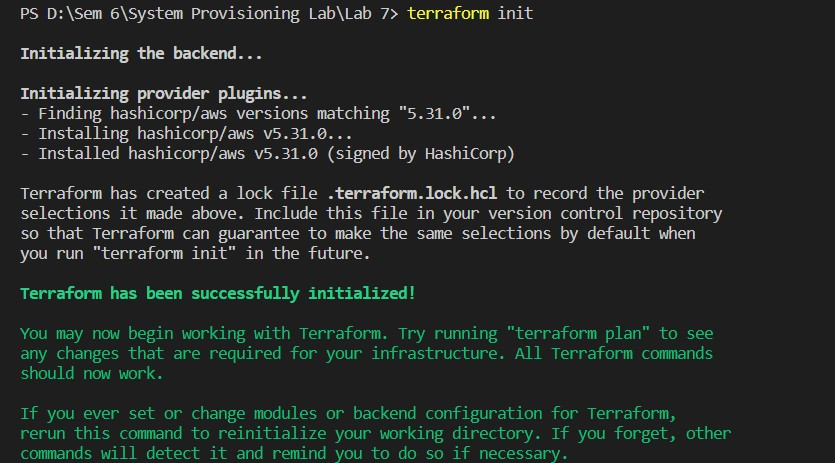 PS D:\Sem 6\System Provisioning Lab\Lab 7> terraform init
Initializing the backend...
Initializing provider plugins...
- Finding hashicorp/aws versions matching "5.31.0"...
- Installing hashicorp/aws v5.31.0...
- Installed hashicorp/aws v5.31.0 (signed by HashiCorp)
Terraform has created a lock file .terraform.lock.hcl to record the provider
selections it made above. Include this file in your version control repository
so that Terraform can guarantee to make the same selections by default when
you run "terraform init" in the future.
Terraform has been successfully initialized!
You may now begin working with Terraform. Try running "terraform plan" to see
any changes that are required for your infrastructure. All Terraform commands
should now work.
If you ever set or change modules or backend configuration for Terraform,
rerun this command to reinitialize your working directory. If you forget, other
commands will detect it and remind you to do so if necessary.